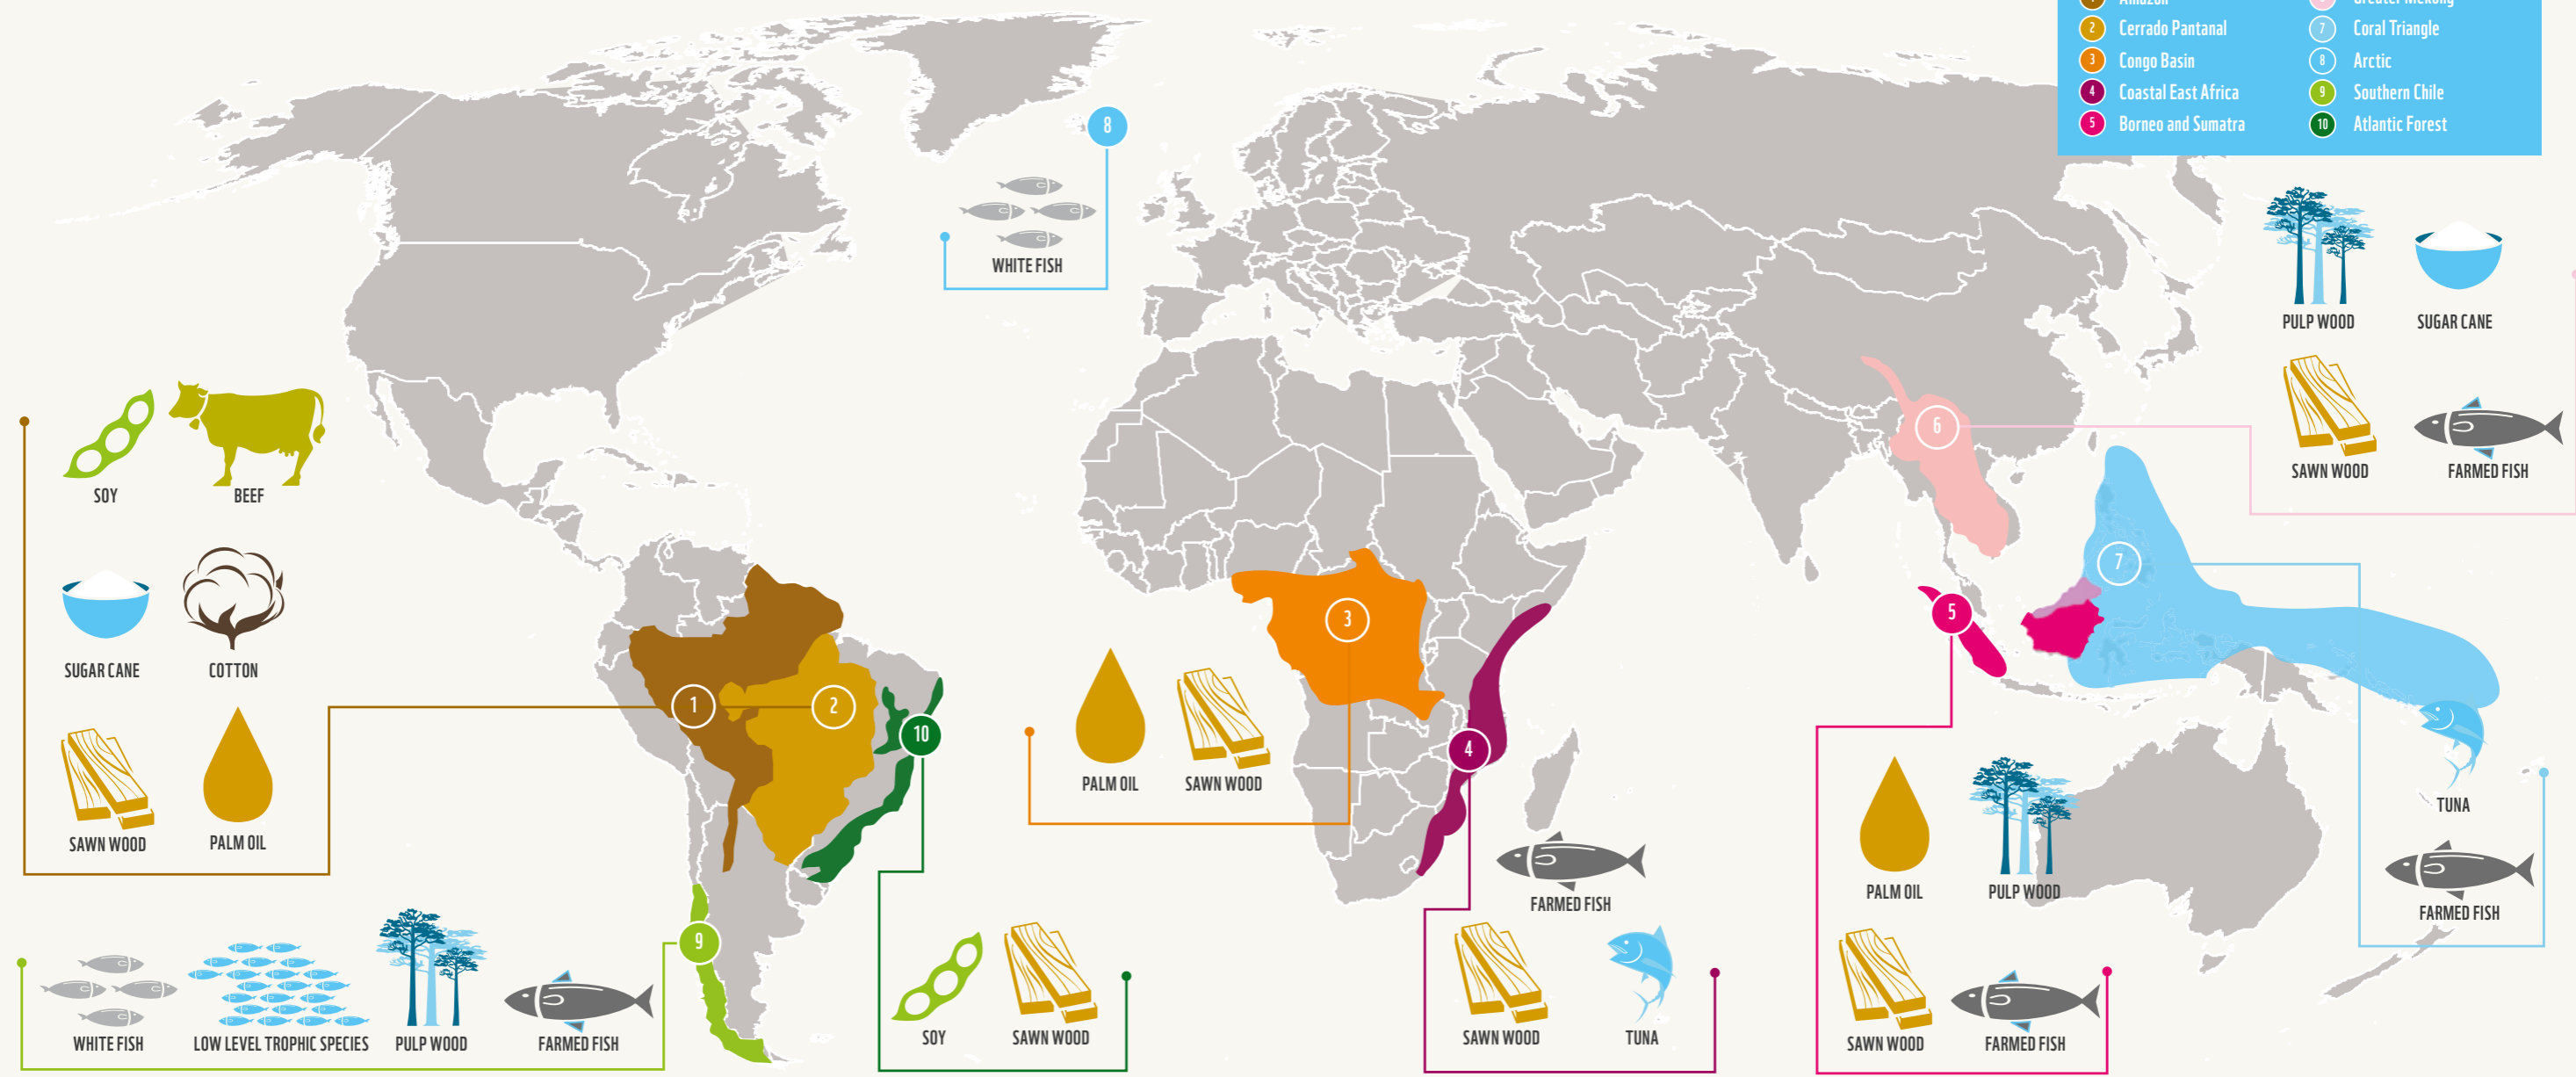 Amazon
2 Cerrado Pantanal
3 Congo Basin
4 Coastal East Africa
5 Borneo and Sumatra
Greater Mekong
7 Coral Triangle
8 Arctic
9 Southern Chile
10 Atlantic Forest
8
WHITE FISH
PULP WOOD
SUGAR CANE
SAWN WOOD
FARMED FISH
6
SOY
BEEF
SUGAR CANE
COTTON
SAWN WOOD
PALM OIL
1
2
10
3
PALM OIL
SAWN WOOD
4
5
7
TUNA
FARMED FISH
PALM OIL
PULP WOOD
SAWN WOOD
FARMED FISH
FARMED FISH
SAWN WOOD
TUNA
9
WHITE FISH
LOW LEVEL TROPHIC SPECIES
PULP WOOD
FARMED FISH
SOY
SAWN WOOD